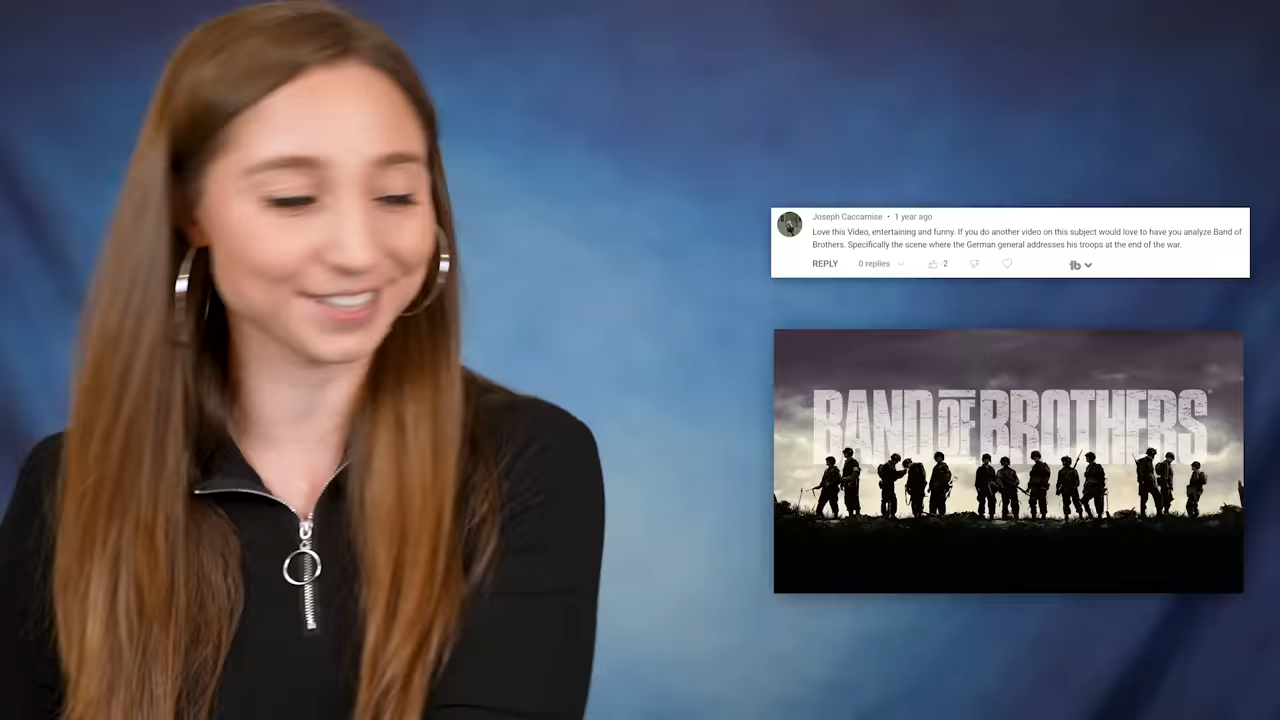 Joseph Caccamise • 1 year ago
Love this Video, entertaining and funny. If you do another video on this subject would love to have you analyze Band of
Brothers. Specifically the scene where the German general addresses his troops at the end of the war.
REPLY 0 replies 2
tb
BAND OF BROTHERS